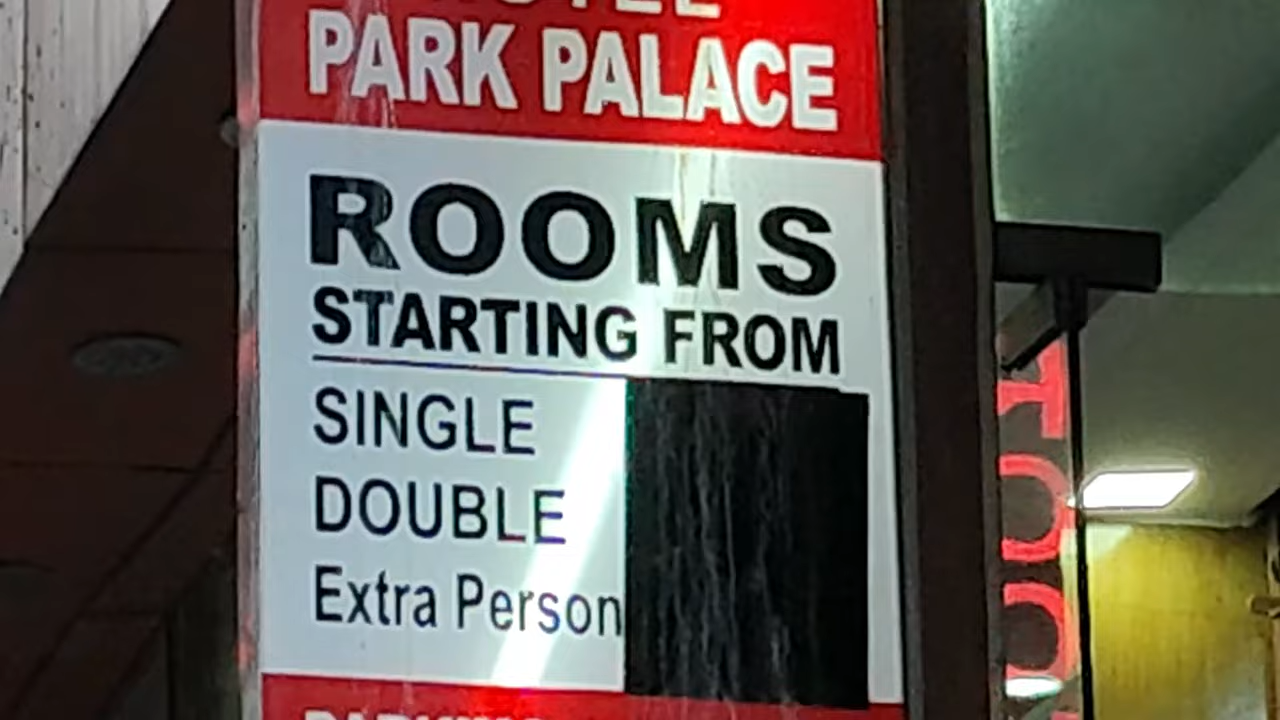 PARK PALACE
ROOMS
STARTING FROM
SINGLE
DOUBLE
Extra Person